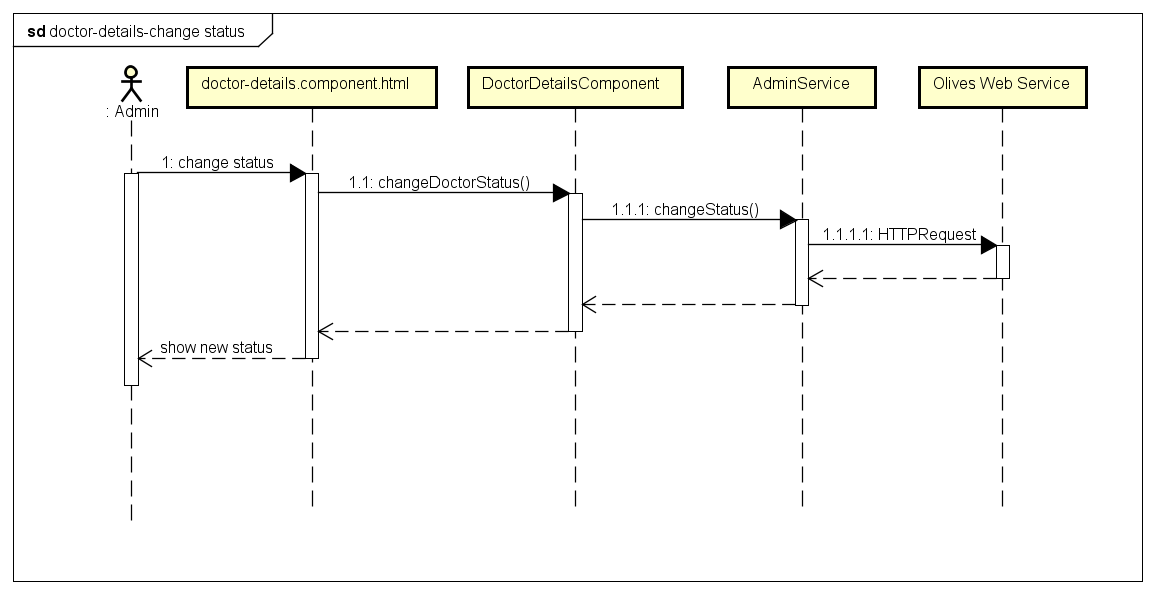 sd doctor-details-change status
: Admin
doctor-details.component.html
DoctorDetailsComponent
AdminService
Olives Web Service
1: change status
1.1: changeDoctorStatus()
1.1.1: changeStatus()
1.1.1.1: HTTPRequest
show new status